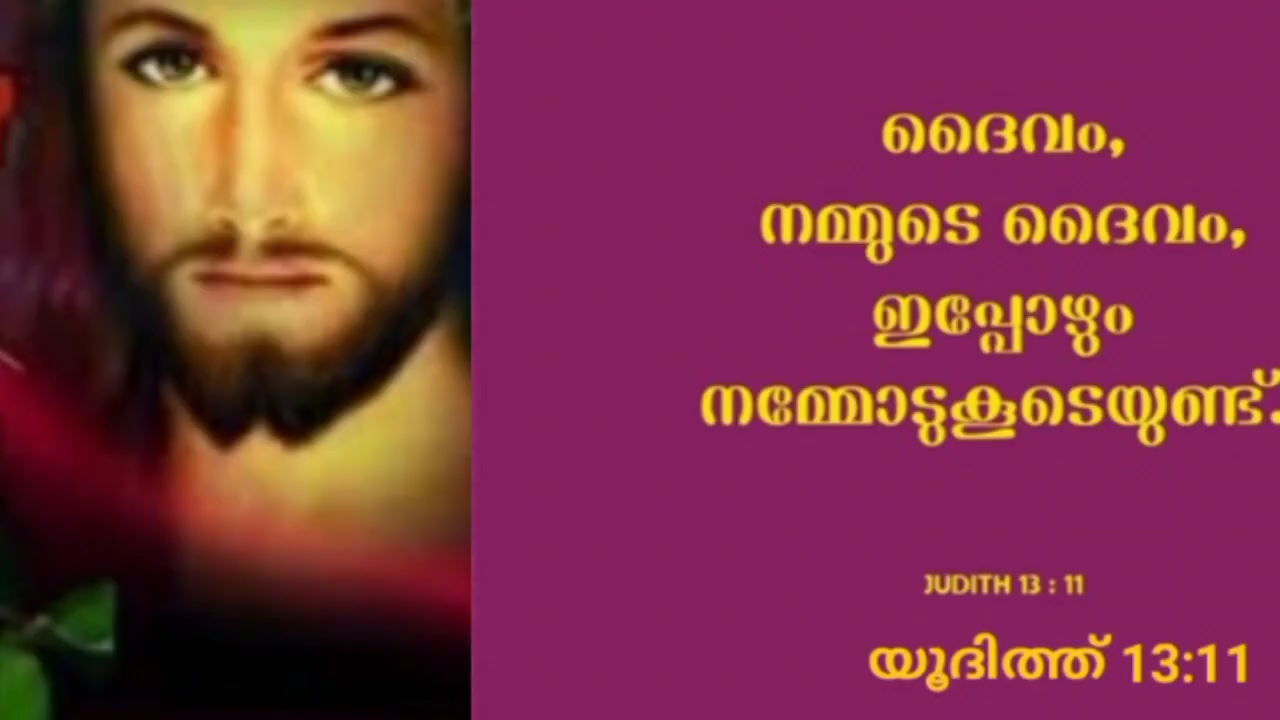 ദൈവം,
നമ്മുടെ ദൈവം,
ഇപ്പോഴും
നമ്മോടുകൂടെയുണ്ട്.
JUDITH 13 : 11
യൂദിത്ത് 13:11